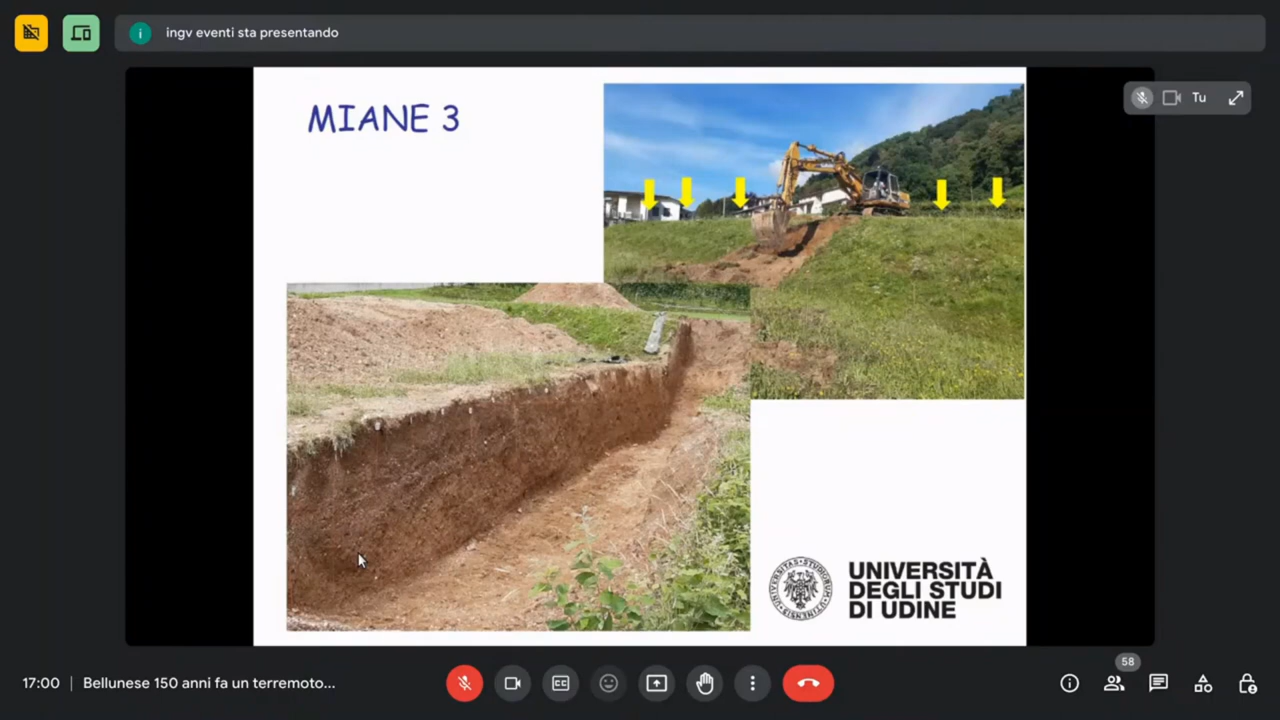 ingv eventi sta presentando
Tu
MIANE 3
UNIVERSITÀ
DEGLI STUDI
DI UDINE
58
17:00 | Bellunese 150 anni fa un terremoto...